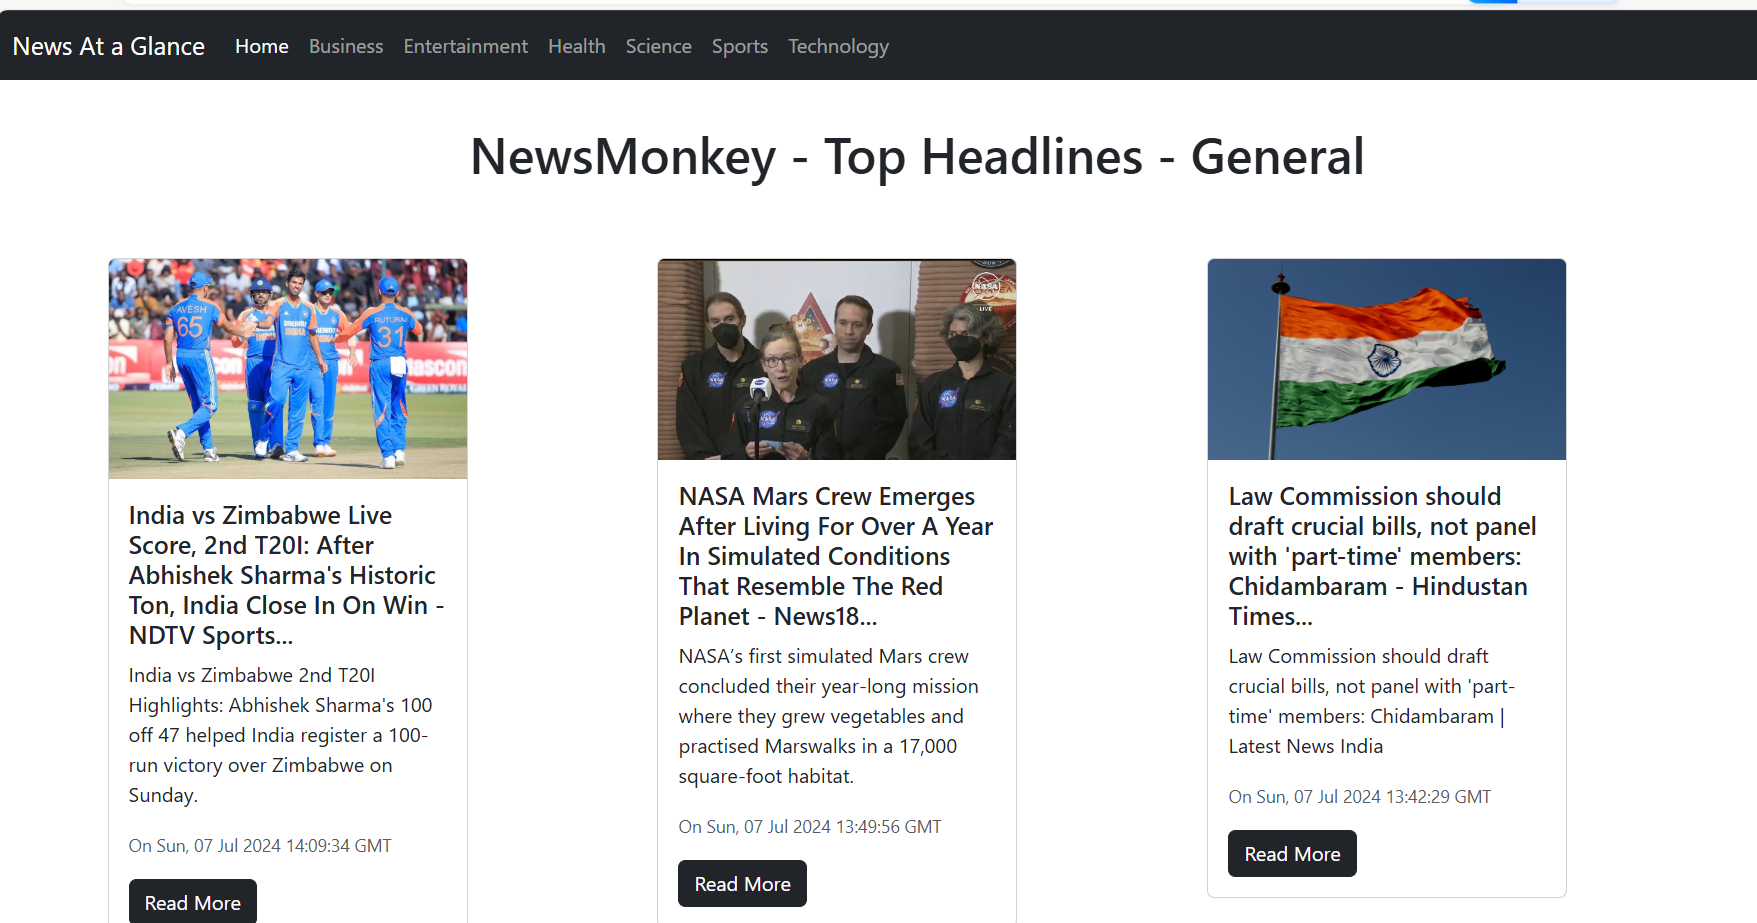 News At a Glance Home Business Entertainment Health Science Sports Technology
NewsMonkey - Top Headlines - General
AVESH
65
DREAM11
INDIA
RUTURAJ
31
India vs Zimbabwe Live
Score, 2nd T20I: After
Abhishek Sharma's Historic
Ton, India Close In On Win -
NDTV Sports...
India vs Zimbabwe 2nd T20I
Highlights: Abhishek Sharma's 100
off 47 helped India register a 100-
run victory over Zimbabwe on
Sunday.
On Sun, 07 Jul 2024 14:09:34 GMT
Read More
NASA
LIVE
NASA Mars Crew Emerges
After Living For Over A Year
In Simulated Conditions
That Resemble The Red
Planet - News18...
NASA’s first simulated Mars crew
concluded their year-long mission
where they grew vegetables and
practised Marswalks in a 17,000
square-foot habitat.
On Sun, 07 Jul 2024 13:49:56 GMT
Read More
Law Commission should
draft crucial bills, not panel
with 'part-time' members:
Chidambaram - Hindustan
Times...
Law Commission should draft
crucial bills, not panel with 'part-
time' members: Chidambaram |
Latest News India
On Sun, 07 Jul 2024 13:42:29 GMT
Read More